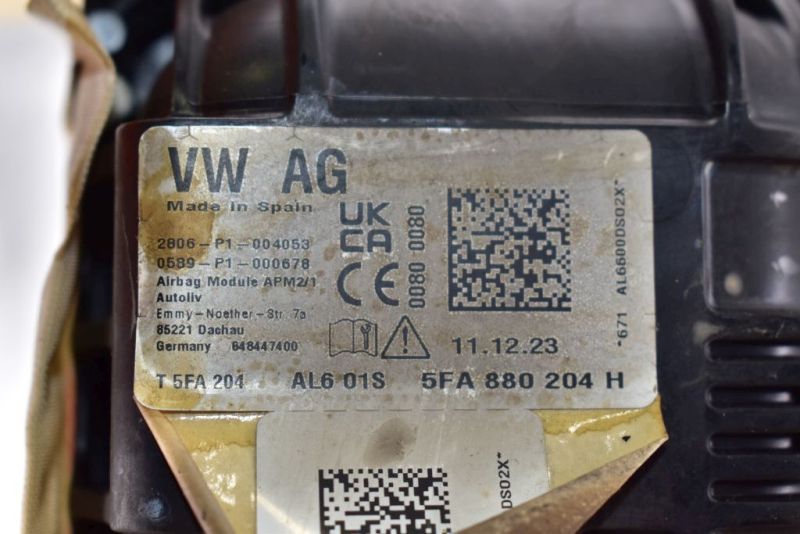 VW AG
Made In Spain
2806-P1-004053
0589-P1-000678
Airbag Module APM2/1
Autoliv
Emmy-Noether-Str. 7a
85221 Dachau
Germany 648447400
UK
CA
CE
0080 0080
11.12.23
T 5FA 204 AL6 01S 5FA 880 204 H
*671 AL6600DS02X*
DS02X*